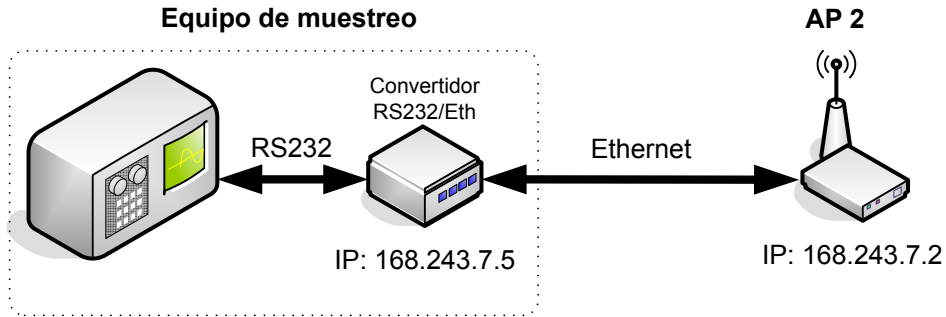 Equipo de muestreo
AP 2
Convertidor
RS232/Eth
RS232
Ethernet
IP: 168.243.7.5
IP: 168.243.7.2